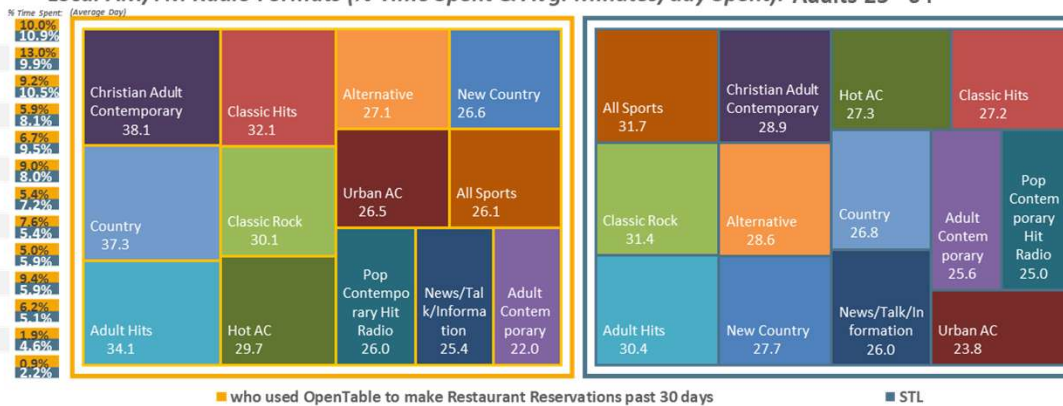 % Time Spent: (Average Day)
10.0%
10.9%
13.0%
9.9%
9.2%
10.5%
5.9%
8.1%
6.7%
9.5%
9.0%
8.0%
5.4%
7.2%
7.6%
5.4%
5.0%
5.9%
9.4%
5.9%
6.2%
5.1%
1.9%
4.6%
0.9%
2.2%
Christian Adult
Contemporary
38.1
Classic Hits
32.1
Alternative
27.1
New Country
26.6
Country
37.3
Classic Rock
30.1
Urban AC
26.5
All Sports
26.1
Adult Hits
34.1
Hot AC
29.7
Pop
Contempo
rary Hit
Radio
26.0
News/Tal
k/Informa
tion
25.4
Adult
Contem
porary
22.0
All Sports
31.7
Christian Adult
Contemporary
28.9
Hot AC
27.3
Classic Hits
27.2
Classic Rock
31.4
Alternative
28.6
Country
26.8
Adult
Contem
porary
25.6
Pop
Contem
porary
Hit
Radio
25.0
Adult Hits
30.4
New Country
27.7
News/Talk/In
formation
26.0
Urban AC
23.8
who used OpenTable to make Restaurant Reservations past 30 days
STL